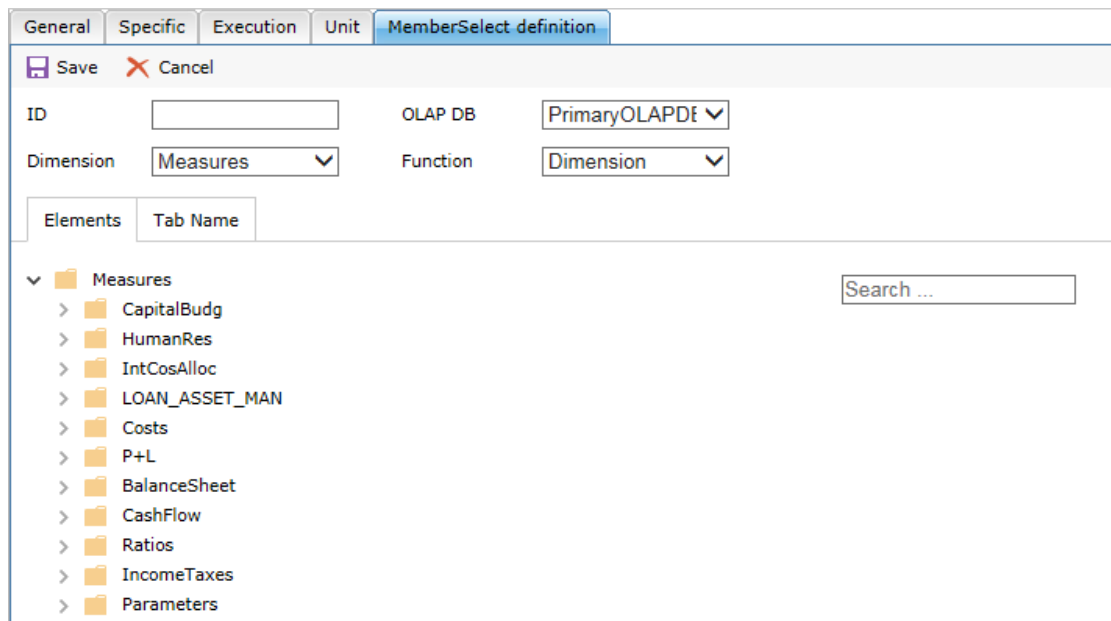 General Specific Execution Unit MemberSelect definition
Save Cancel
ID OLAP DB PrimaryOLAPDE
Dimension Measures Function Dimension
Elements Tab Name
Measures
Search ...
CapitalBudg
HumanRes
IntCosAlloc
LOAN_ASSET_MAN
Costs
P+L
BalanceSheet
CashFlow
Ratios
IncomeTaxes
Parameters